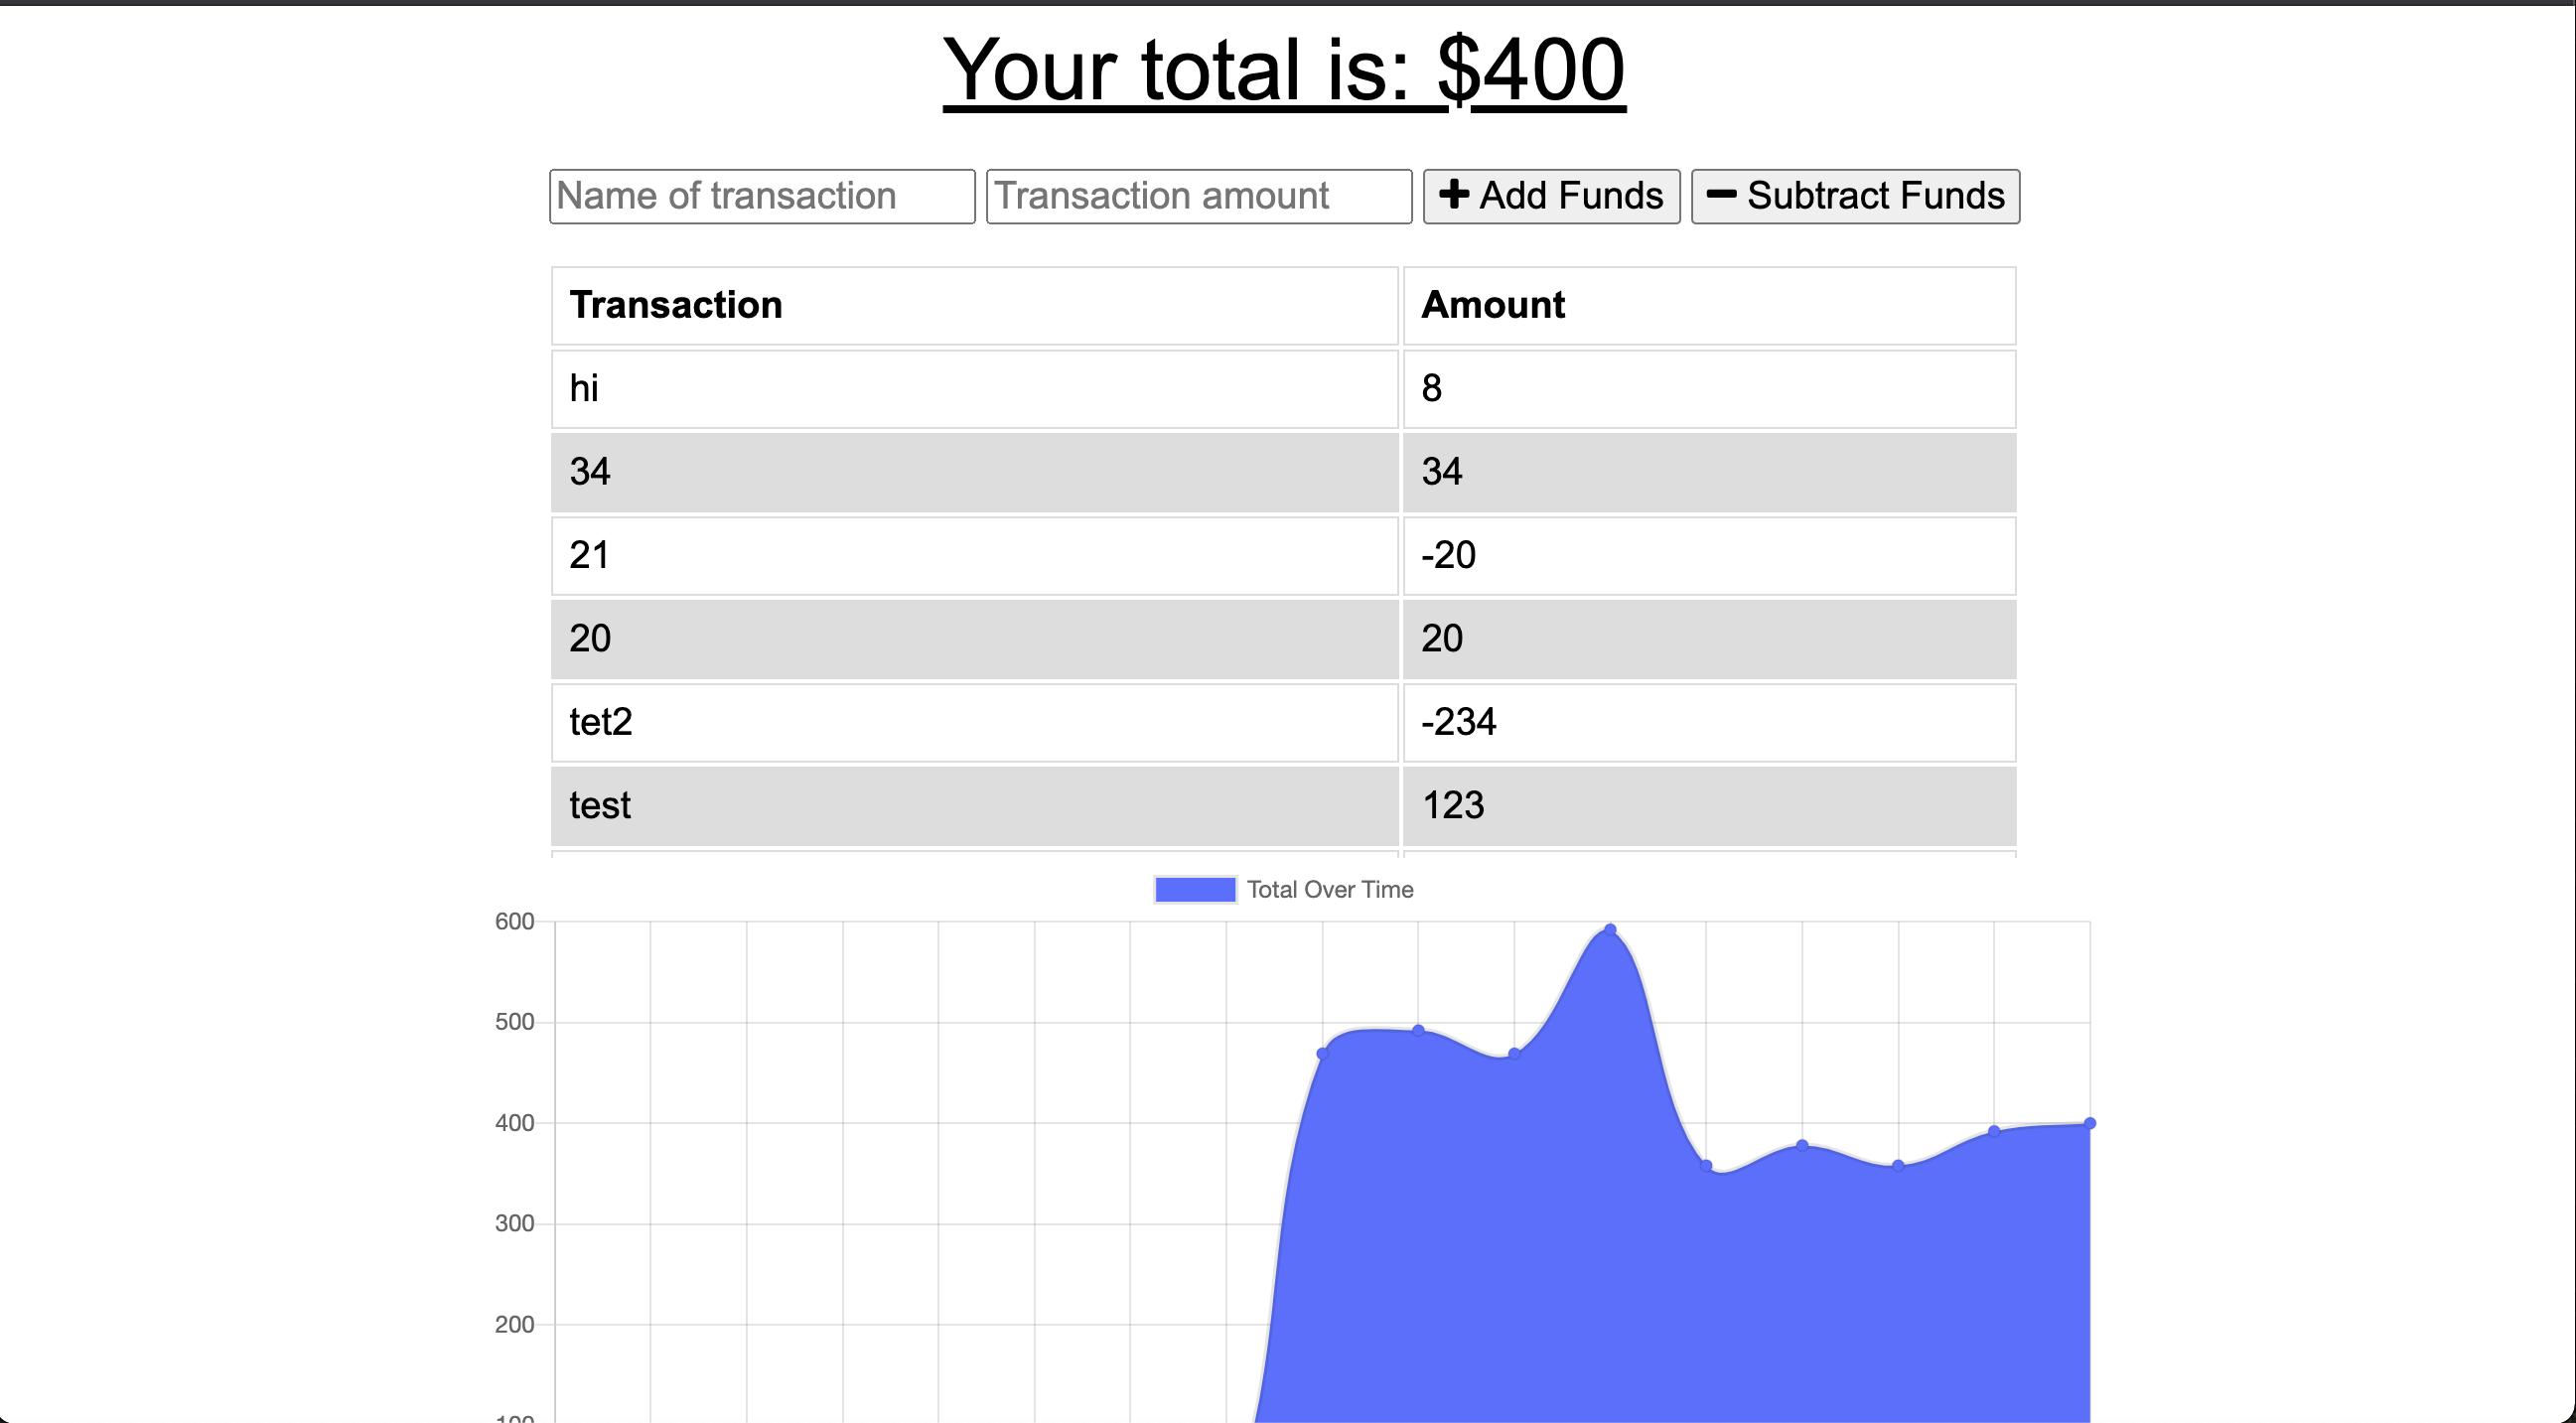 Your total is: $400
Name of transaction Transaction amount Add Funds Subtract Funds
Transaction Amount
hi 8
34 34
21 -20
20 20
tet2 -234
test 123
Total Over Time
600
500
400
300
200
100